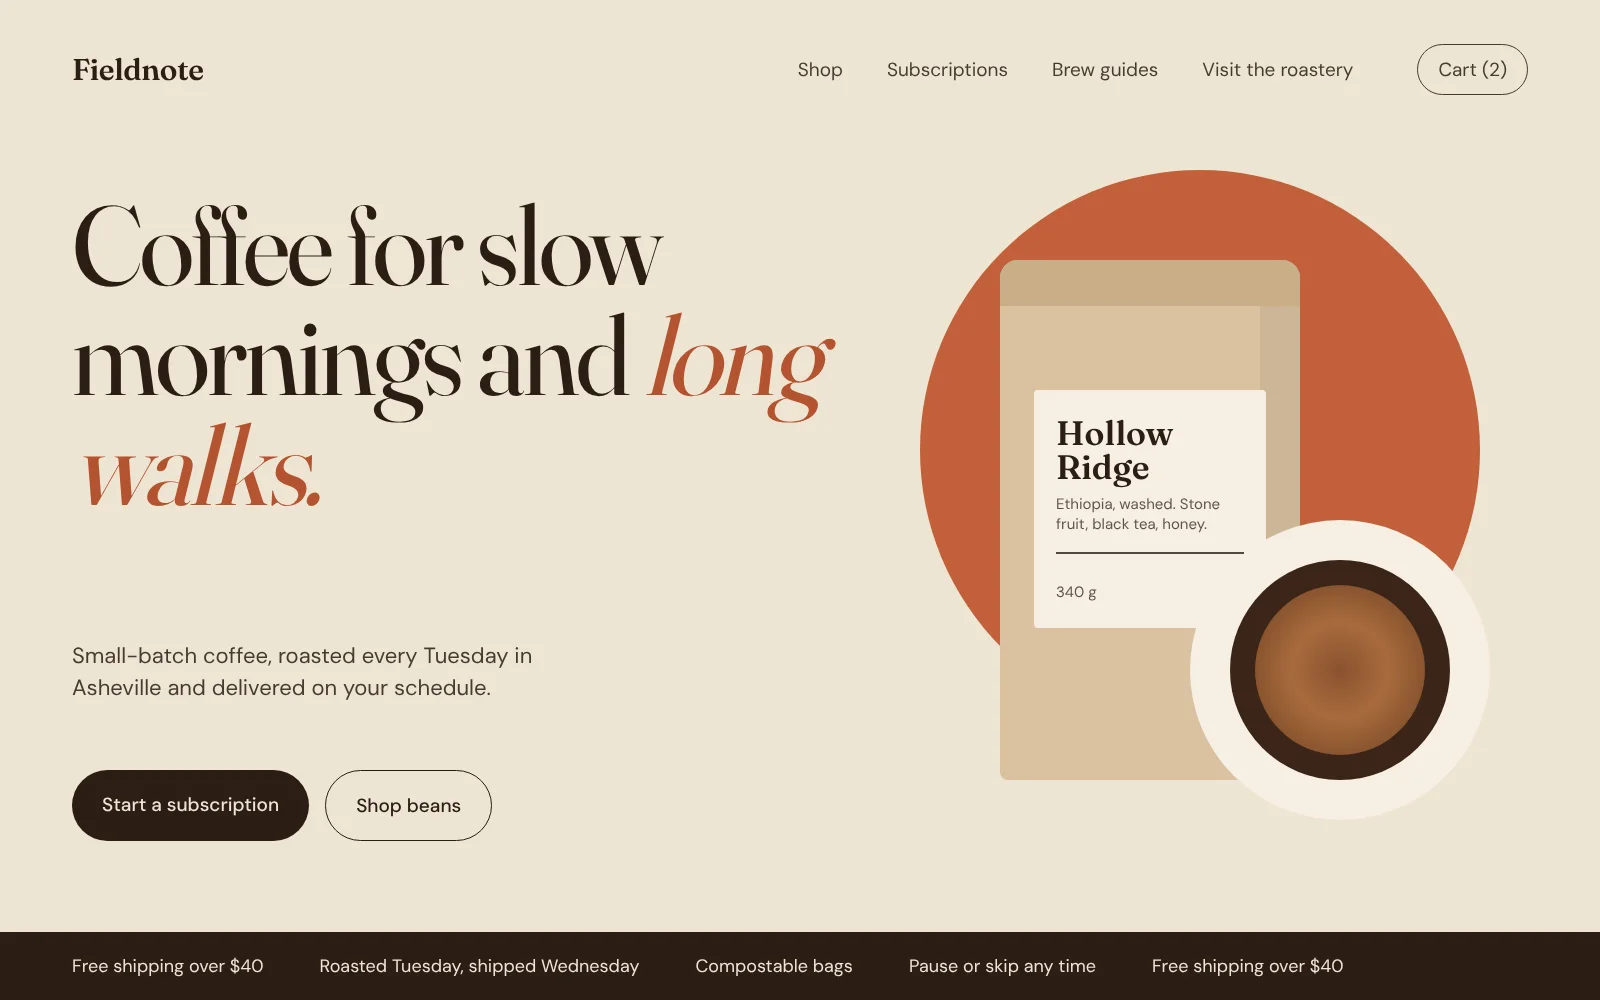 Fieldnote
Shop
Subscriptions
Brew guides
Visit the roastery
Cart (2)
Coffee for slow
mornings and long
walks.
Small-batch coffee, roasted every Tuesday in
Asheville and delivered on your schedule.
Start a subscription
Shop beans
Hollow
Ridge
Ethiopia, washed. Stone
fruit, black tea, honey.
340 g
Free shipping over $40
Roasted Tuesday, shipped Wednesday
Compostable bags
Pause or skip any time
Free shipping over $40